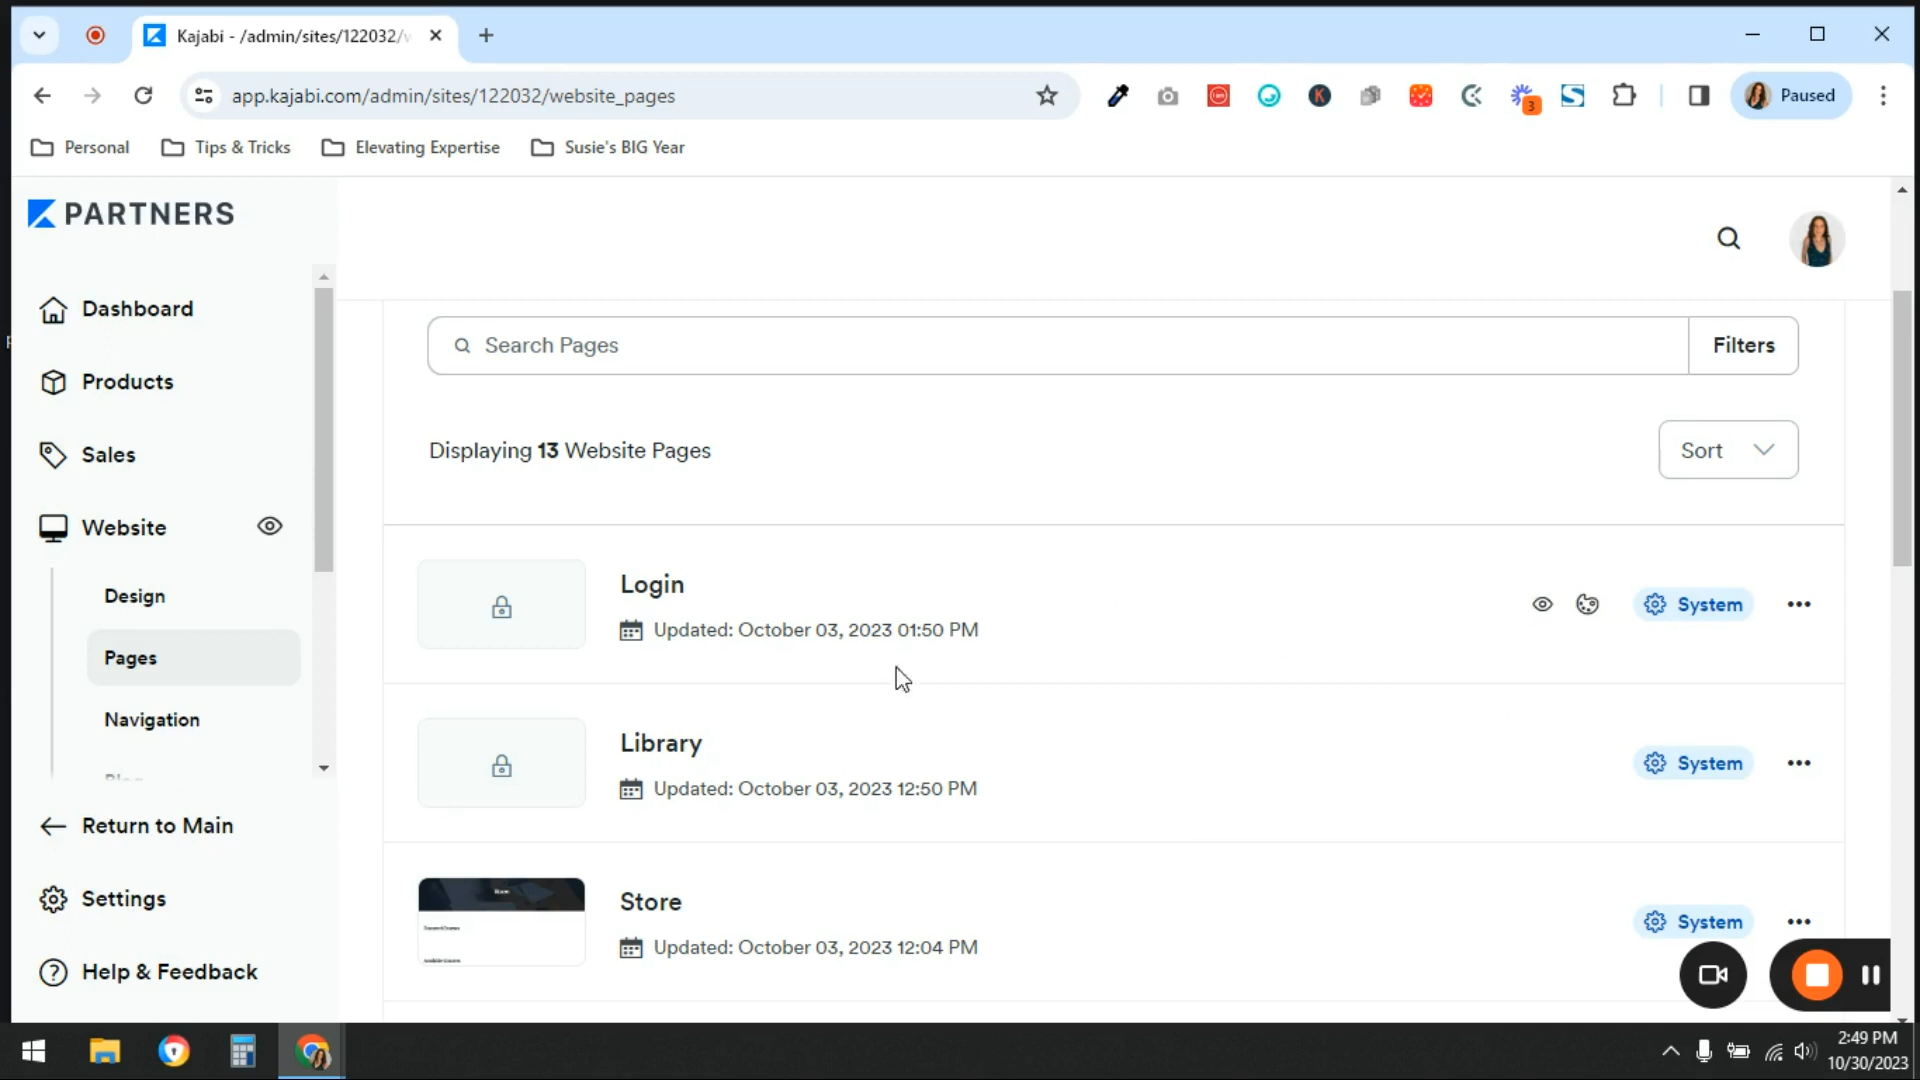 Kajabi - /admin/sites/122032/
app.kajabi.com/admin/sites/122032/website_pages
3
Paused
Personal
Tips & Tricks
Elevating Expertise
Susie's BIG Year
PARTNERS
Dashboard
Products
Sales
Website
Design
Pages
Navigation
Return to Main
Settings
Help & Feedback
Search Pages
Filters
Displaying 13 Website Pages
Sort
Login
Updated: October 03, 2023 01:50 PM
System
Library
Updated: October 03, 2023 12:50 PM
System
Store
Updated: October 03, 2023 12:04 PM
System
2:49 PM
10/30/2023